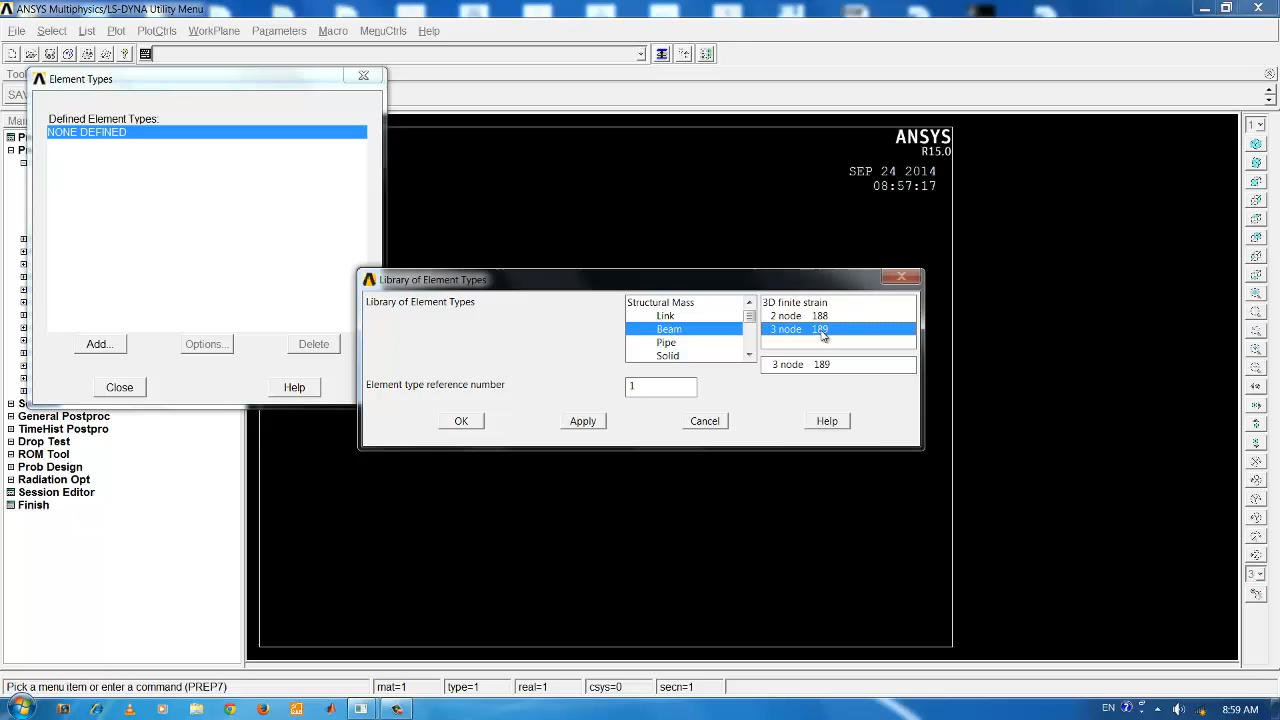 ANSYS Multiphysics/LS-DYNA Utility Menu
File Select List Plot PlotCtrls WorkPlane Parameters Macro MenuCtrls Help
Element Types
Defined Element Types:
NONE DEFINED
Add... Options... Delete
Close Help
ANSYS
R15.0
SEP 24 2014
08:57:17
1
Library of Element Types
Library of Element Types
Structural Mass
Link
Beam
Pipe
Solid
3D finite strain
2 node 188
3 node 189
3 node 189
Element type reference number
1
OK Apply Cancel Help
General Postproc
TimeHist Postpro
Drop Test
ROM Tool
Prob Design
Radiation Opt
Session Editor
Finish
3
Pick a menu item or enter a command (PREP7)
mat=1 type=1 real=1 csys=0 secn=1
EN
8:59 AM